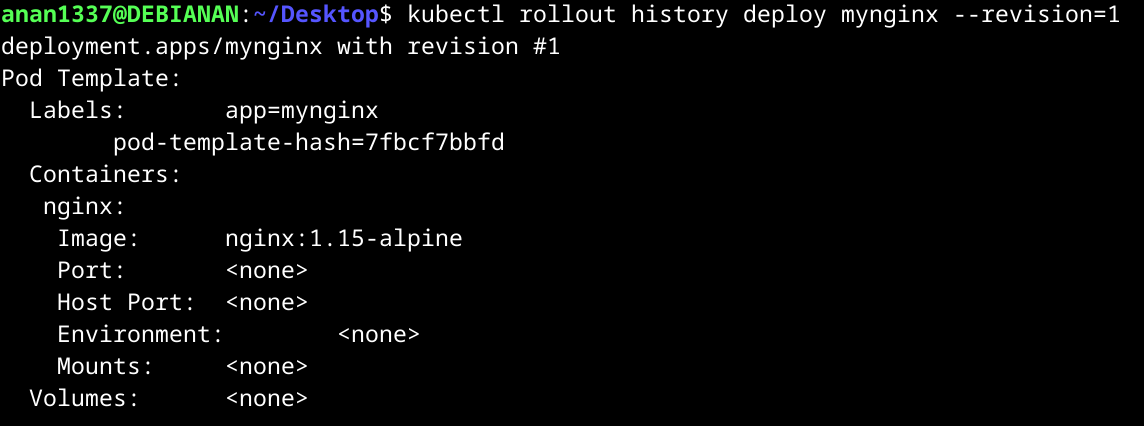 anan1337@DEBIANAN:~/Desktop$ kubectl rollout history deploy mynginx --revision=1
deployment.apps/mynginx with revision #1
Pod Template:
  Labels:       app=mynginx
        pod-template-hash=7fbcf7bbfd
  Containers:
   nginx:
    Image:      nginx:1.15-alpine
    Port:       <none>
    Host Port:  <none>
    Environment:        <none>
    Mounts:     <none>
  Volumes:      <none>